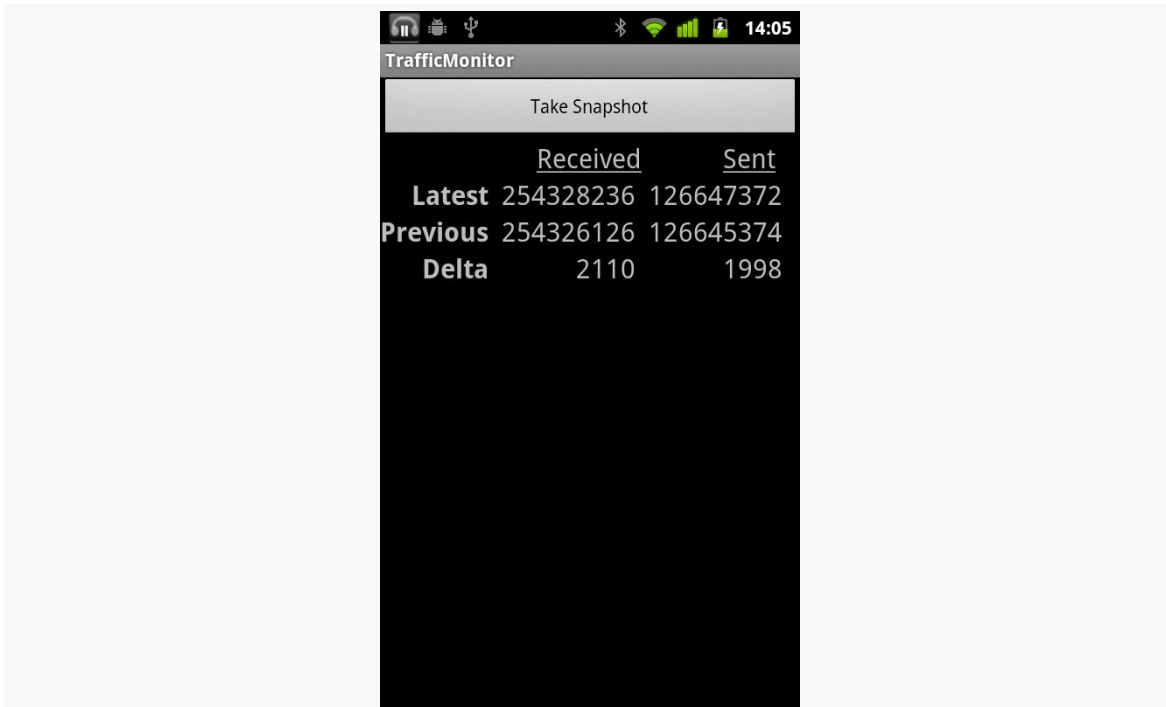 14:05
TrafficMonitor
Take Snapshot
Received Sent
Latest 254328236 126647372
Previous 254326126 126645374
Delta 2110 1998